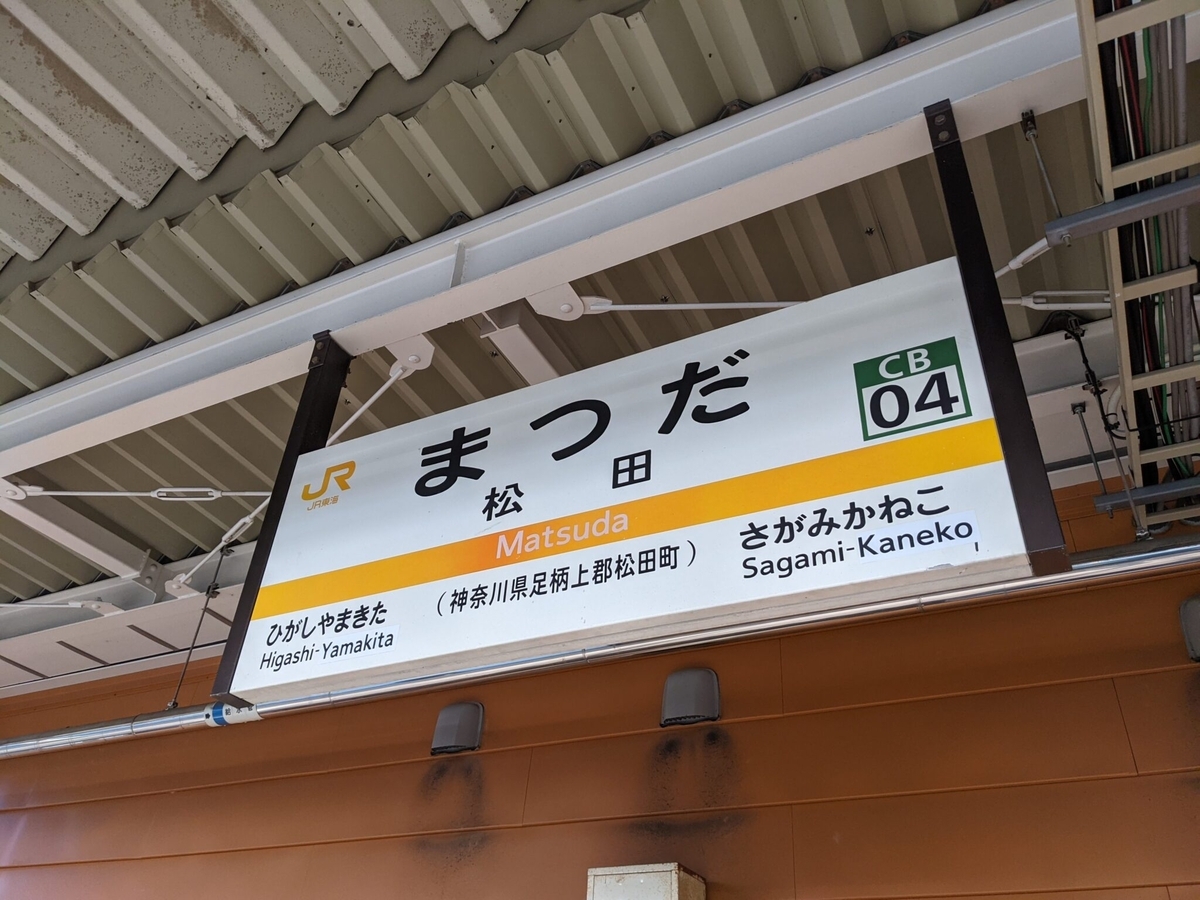 JR
JR東海
まつだ
松田
CB
04
Matsuda
(神奈川県足柄上郡松田町)
ひがしやまきた
Higashi-Yamakita
さがみかねこ
Sagami-Kaneko